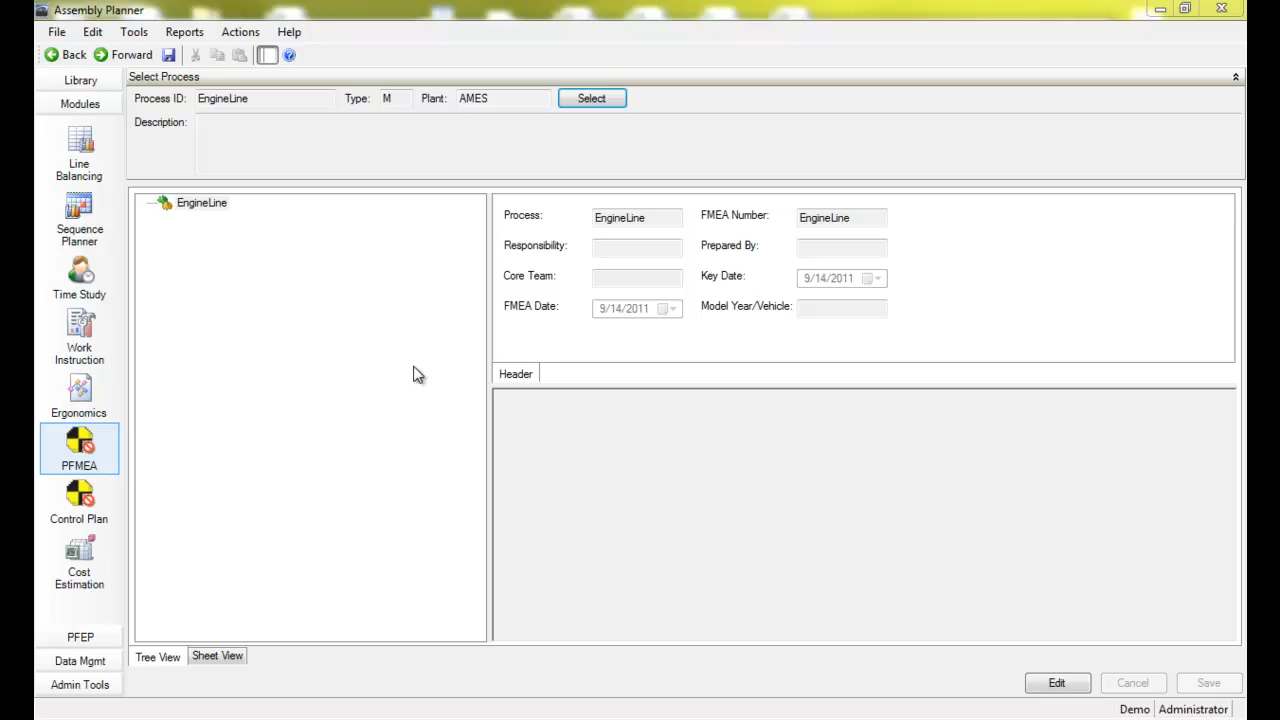 Assembly Planner
File Edit Tools Reports Actions Help
Back Forward
Library
Modules
Line
Balancing
Sequence
Planner
Time Study
Work
Instruction
Ergonomics
PFMEA
Control Plan
Cost
Estimation
PFEP
Data Mgmt
Admin Tools
Select Process
Process ID: EngineLine Type: M Plant: AMES Select
Description:
EngineLine
Process: EngineLine FMEA Number: EngineLine
Responsibility: Prepared By:
Core Team: Key Date: 9/14/2011
FMEA Date: 9/14/2011 Model Year/Vehicle:
Header
Tree View Sheet View
Edit Cancel Save
Demo Administrator